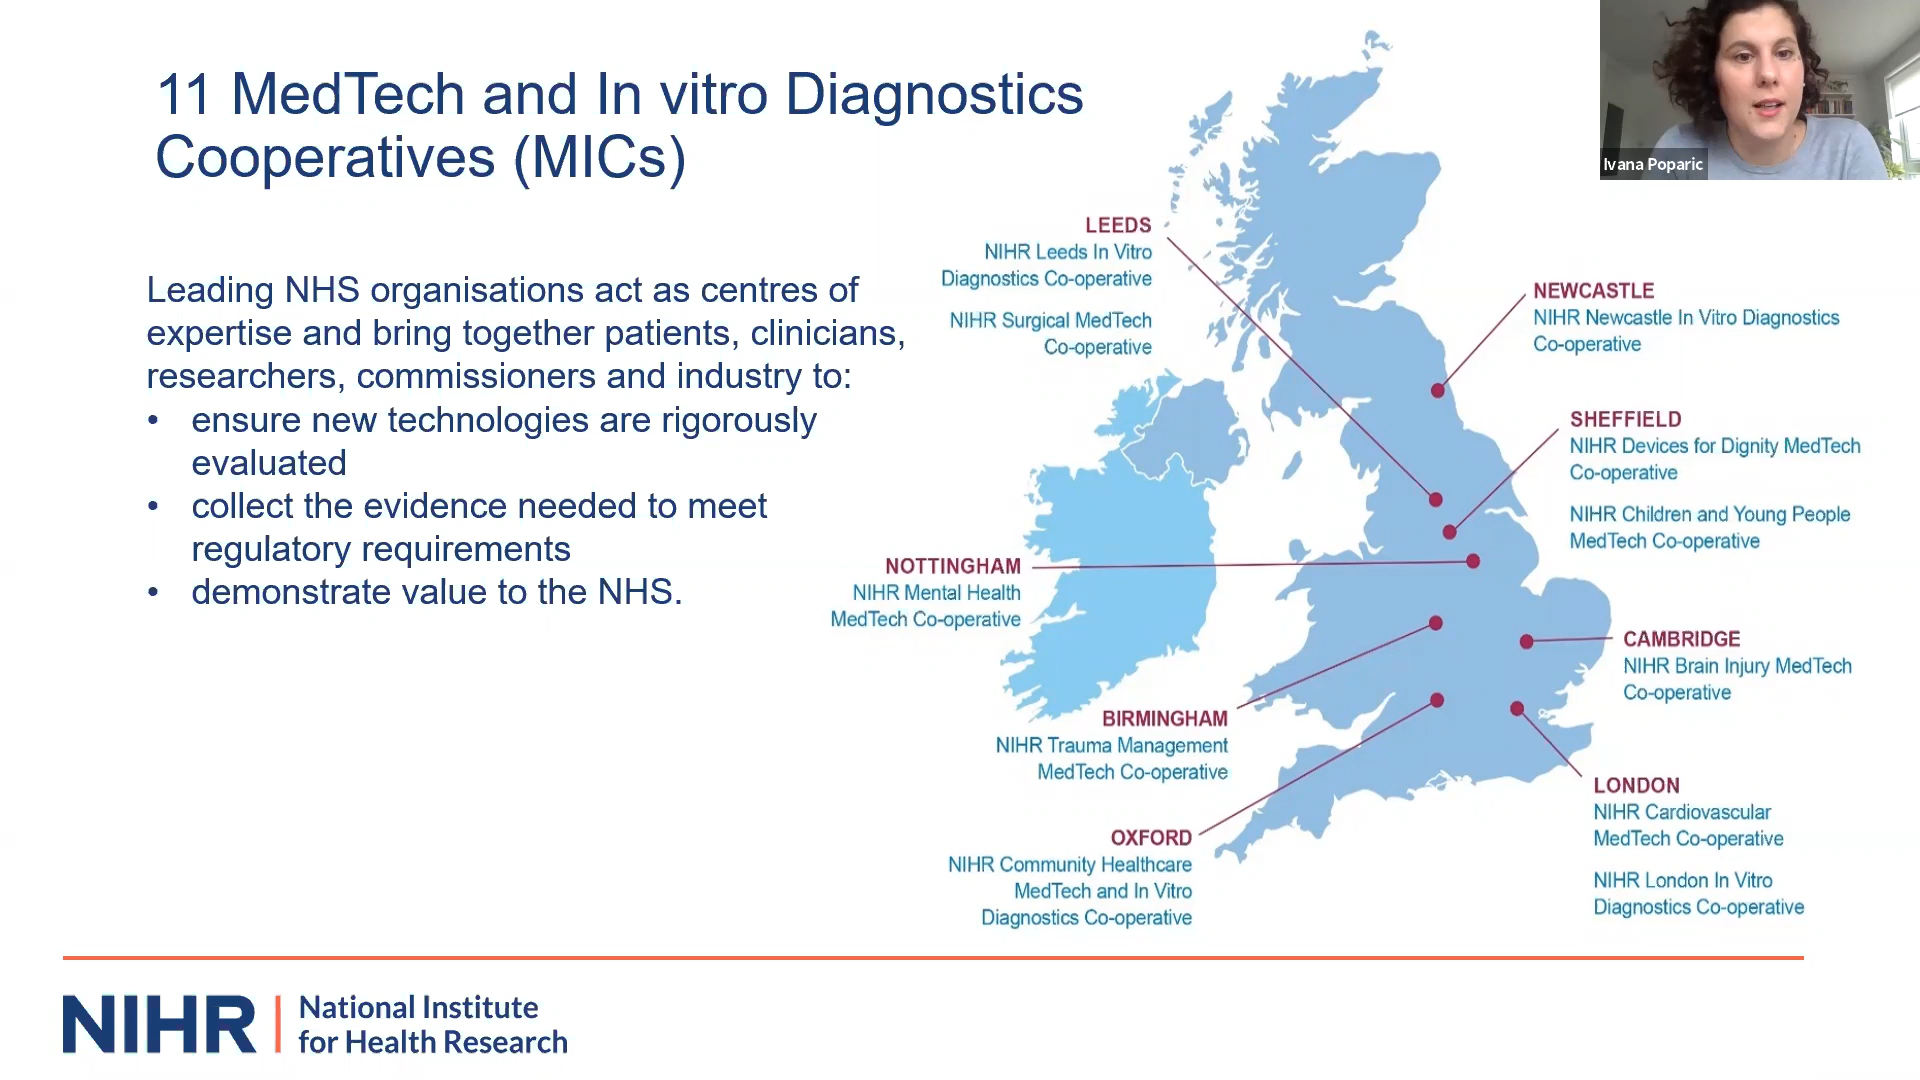 11 MedTech and In vitro Diagnostics
Cooperatives (MICs)
Leading NHS organisations act as centres of
expertise and bring together patients, clinicians,
researchers, commissioners and industry to:
• ensure new technologies are rigorously
evaluated
• collect the evidence needed to meet
regulatory requirements
• demonstrate value to the NHS.
LEEDS
NIHR Leeds In Vitro
Diagnostics Co-operative
NIHR Surgical MedTech
Co-operative
NEWCASTLE
NIHR Newcastle In Vitro Diagnostics
Co-operative
SHEFFIELD
NIHR Devices for Dignity MedTech
Co-operative
NIHR Children and Young People
MedTech Co-operative
NOTTINGHAM
NIHR Mental Health
MedTech Co-operative
CAMBRIDGE
NIHR Brain Injury MedTech
Co-operative
BIRMINGHAM
NIHR Trauma Management
MedTech Co-operative
LONDON
NIHR Cardiovascular
MedTech Co-operative
NIHR London In Vitro
Diagnostics Co-operative
OXFORD
NIHR Community Healthcare
MedTech and In Vitro
Diagnostics Co-operative
Ivana Poparic
NIHR | National Institute
for Health Research